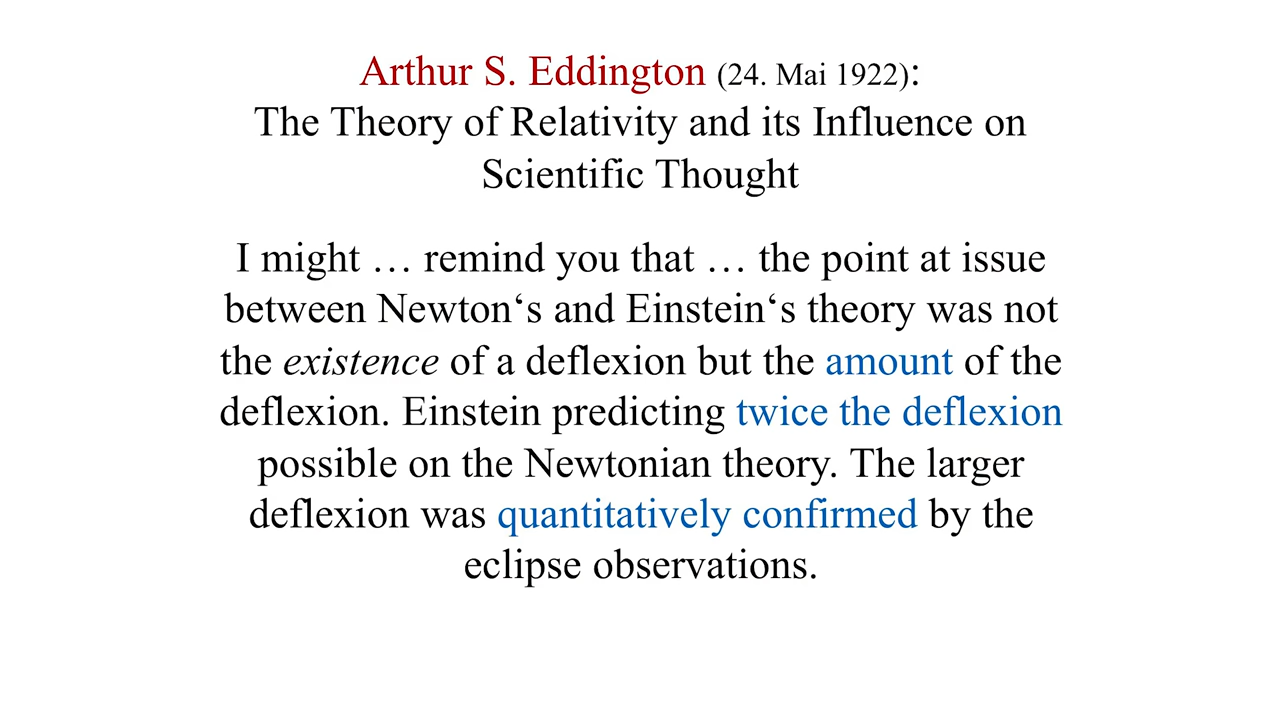 Arthur S. Eddington (24. Mai 1922):
The Theory of Relativity and its Influence on
Scientific Thought
I might … remind you that … the point at issue
between Newton‘s and Einstein‘s theory was not
the existence of a deflexion but the amount of the
deflexion. Einstein predicting twice the deflexion
possible on the Newtonian theory. The larger
deflexion was quantitatively confirmed by the
eclipse observations.